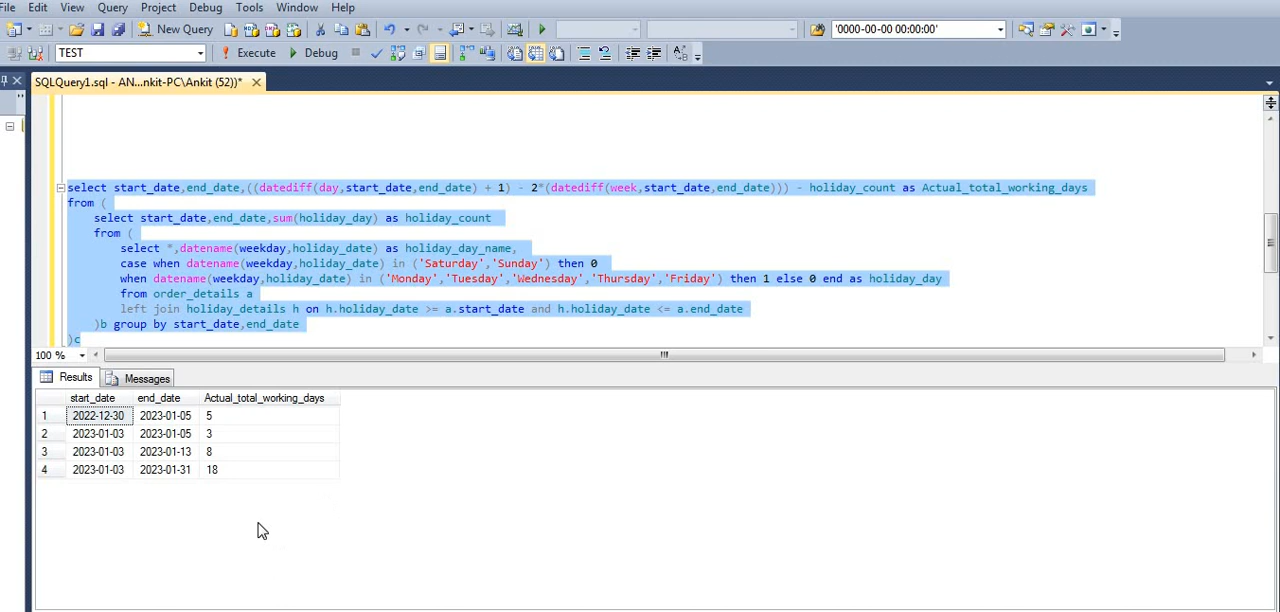 File Edit View Query Project Debug Tools Window Help
New Query '0000-00-00 00:00:00'
TEST Execute Debug
SQLQuery1.sql - AN...nkit-PC\Ankit (52))*
select start_date,end_date,((datediff(day,start_date,end_date) + 1) - 2*(datediff(week,start_date,end_date))) - holiday_count as Actual_total_working_days
from (
select start_date,end_date,sum(holiday_day) as holiday_count
from (
select *,datename(weekday,holiday_date) as holiday_day_name,
case when datename(weekday,holiday_date) in ('Saturday','Sunday') then 0
when datename(weekday,holiday_date) in ('Monday','Tuesday','Wednesday','Thursday','Friday') then 1 else 0 end as holiday_day
from order_details a
left join holiday_details h on h.holiday_date >= a.start_date and h.holiday_date <= a.end_date
)b group by start_date,end_date
)c
100 %
Results Messages
start_date end_date Actual_total_working_days
1 2022-12-30 2023-01-05 5
2 2023-01-03 2023-01-05 3
3 2023-01-03 2023-01-13 8
4 2023-01-03 2023-01-31 18